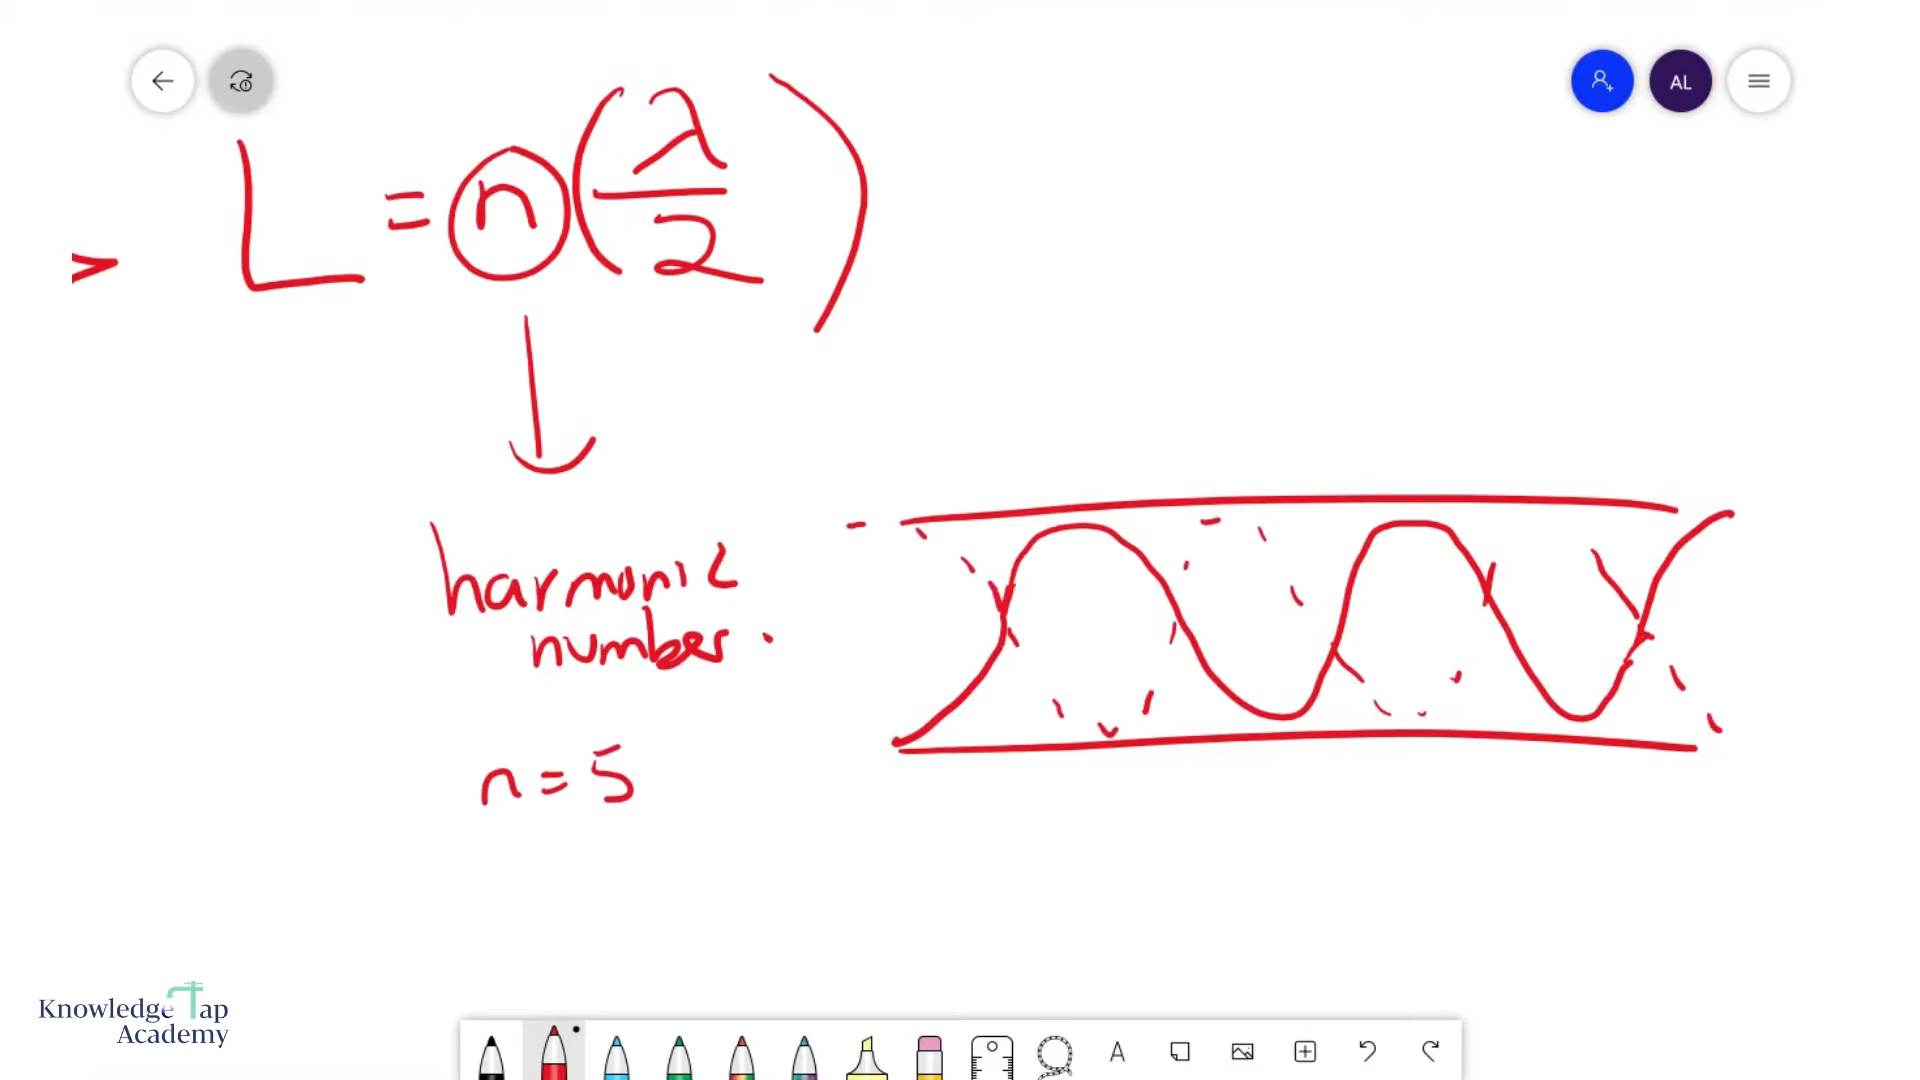 AL
> L = n (λ/2)
harmonic
number.
n = 5
Knowledge Tap
Academy
A